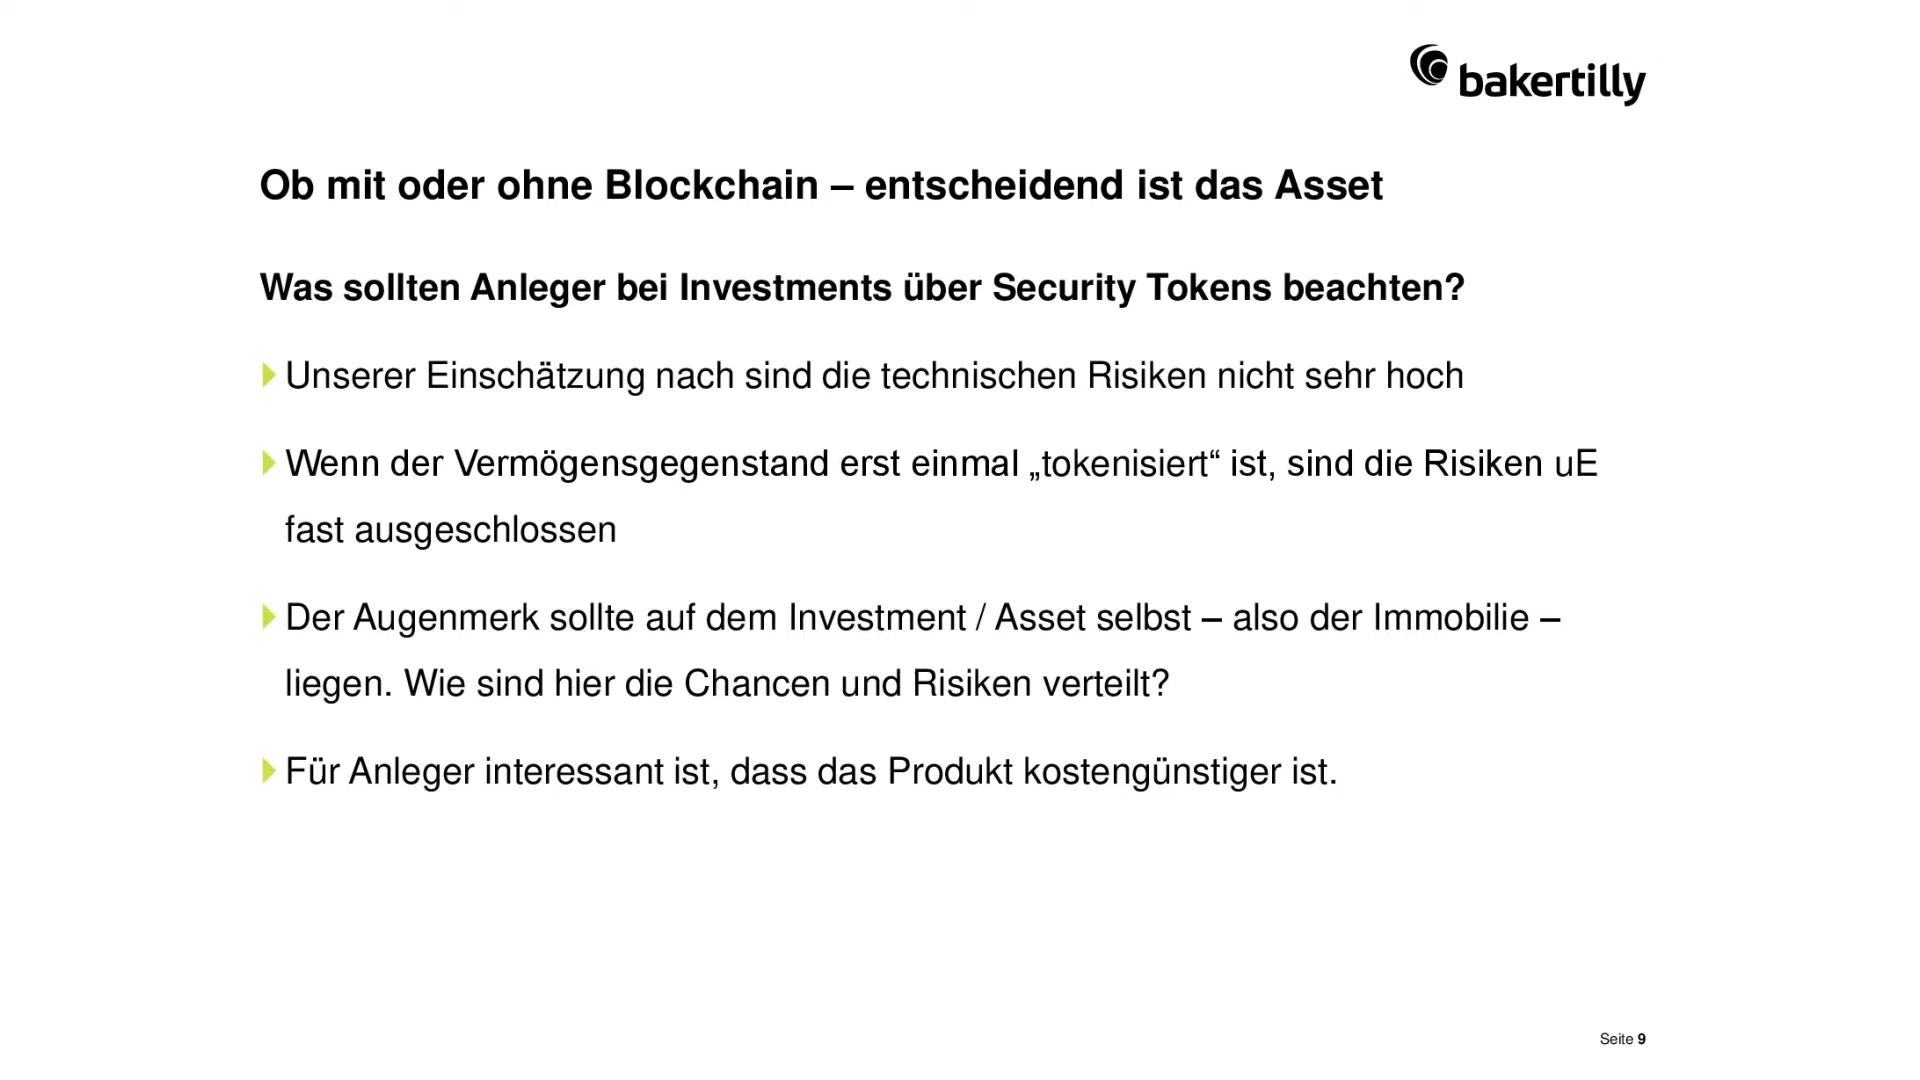 bakertilly
Ob mit oder ohne Blockchain – entscheidend ist das Asset
Was sollten Anleger bei Investments über Security Tokens beachten?
Unserer Einschätzung nach sind die technischen Risiken nicht sehr hoch
Wenn der Vermögensgegenstand erst einmal „tokenisiert“ ist, sind die Risiken uE
fast ausgeschlossen
Der Augenmerk sollte auf dem Investment / Asset selbst – also der Immobilie –
liegen. Wie sind hier die Chancen und Risiken verteilt?
Für Anleger interessant ist, dass das Produkt kostengünstiger ist.
Seite 9